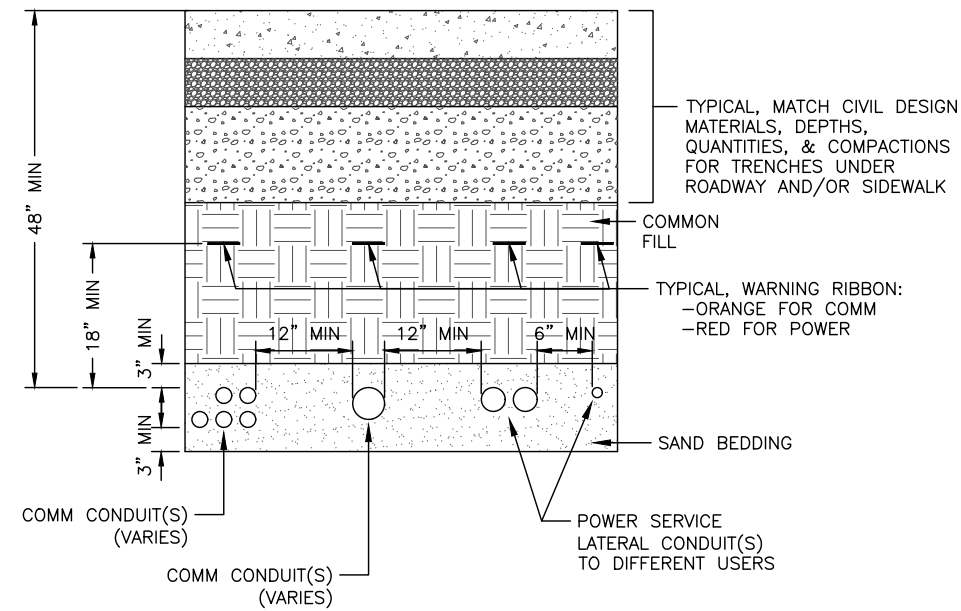 48" MIN
18" MIN
3" MIN
3" MIN
12" MIN
12" MIN
6" MIN
TYPICAL, MATCH CIVIL DESIGN
MATERIALS, DEPTHS,
QUANTITIES, & COMPACTIONS
FOR TRENCHES UNDER
ROADWAY AND/OR SIDEWALK
COMMON
FILL
TYPICAL, WARNING RIBBON:
-ORANGE FOR COMM
-RED FOR POWER
SAND BEDDING
POWER SERVICE
LATERAL CONDUIT(S)
TO DIFFERENT USERS
COMM CONDUIT(S)
(VARIES)
COMM CONDUIT(S)
(VARIES)